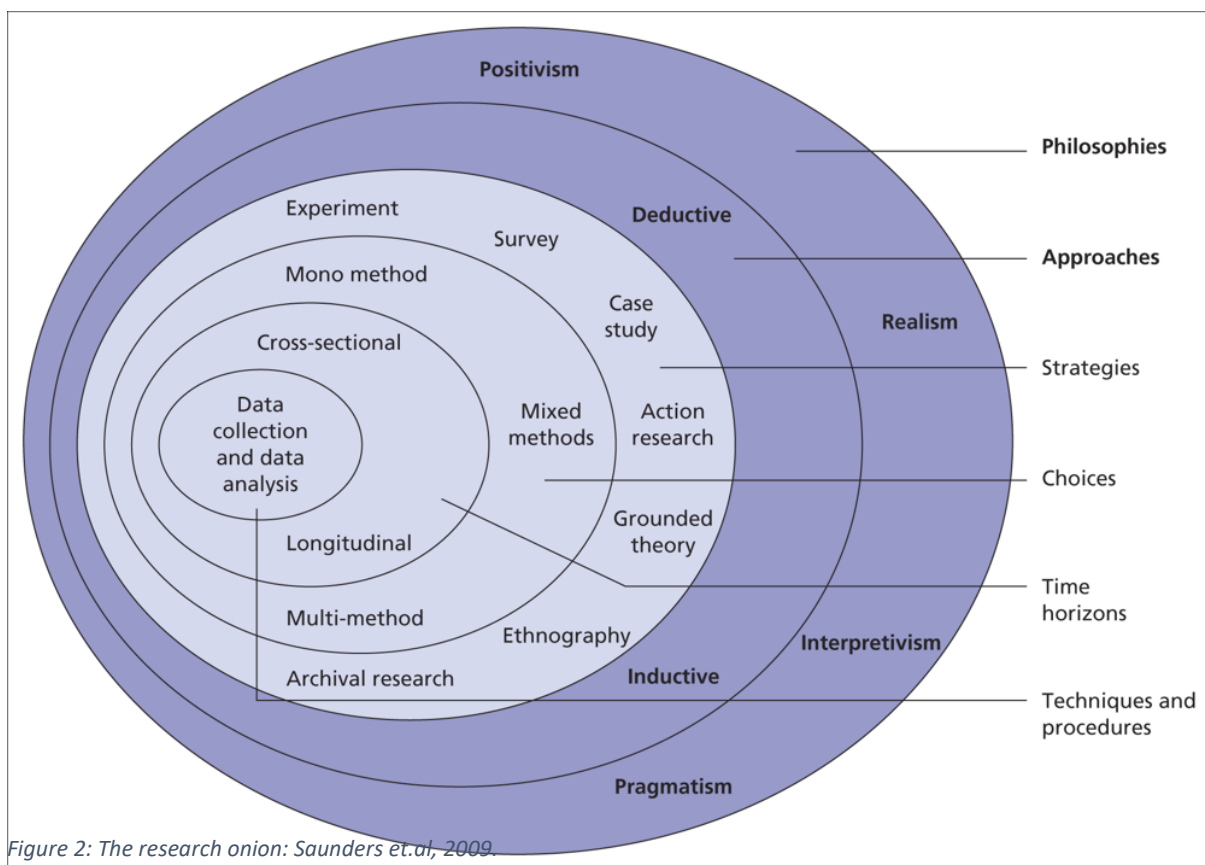 Positivism
Philosophies
Experiment
Deductive
Survey
Approaches
Mono method
Case
study
Realism
Cross-sectional
Strategies
Data
collection
and data
analysis
Mixed
methods
Action
research
Choices
Grounded
theory
Longitudinal
Time
horizons
Multi-method
Ethnography
Interpretivism
Archival research
Inductive
Techniques and
procedures
Pragmatism
Figure 2: The research onion: Saunders et.al, 2009.